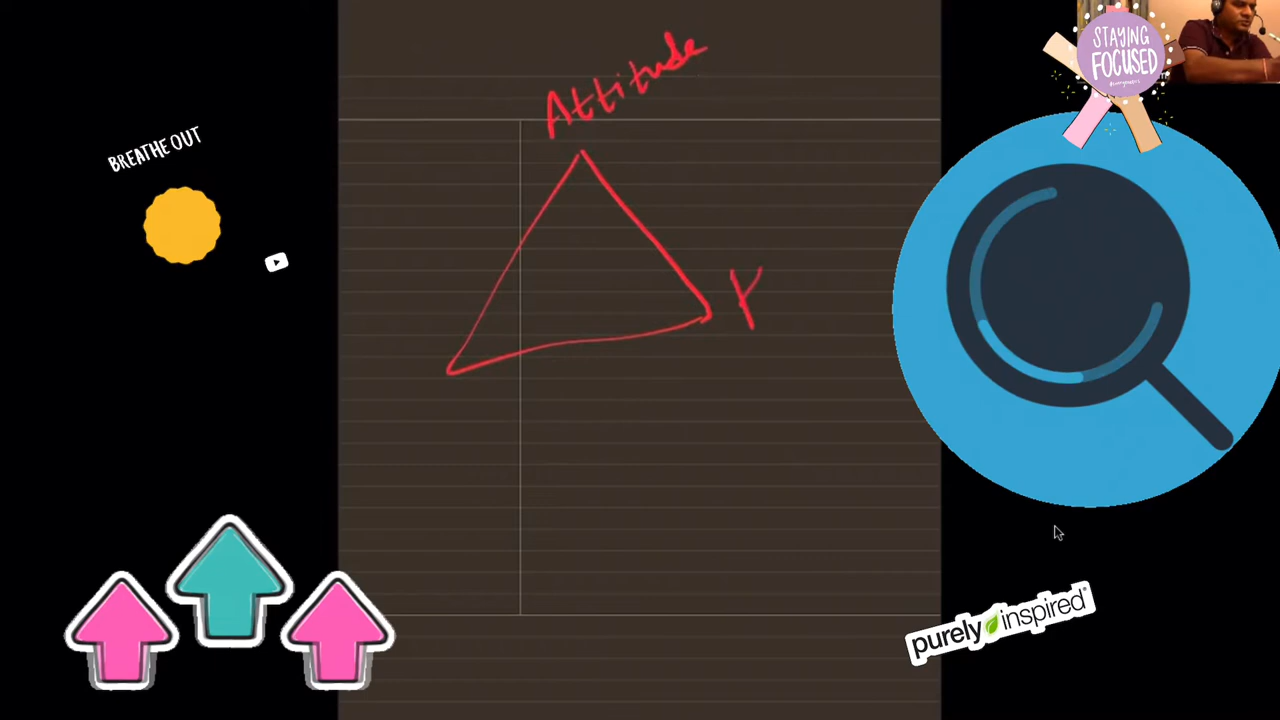 Attitude
STAYING
FOCUSED
BREATHE OUT
purely inspired®